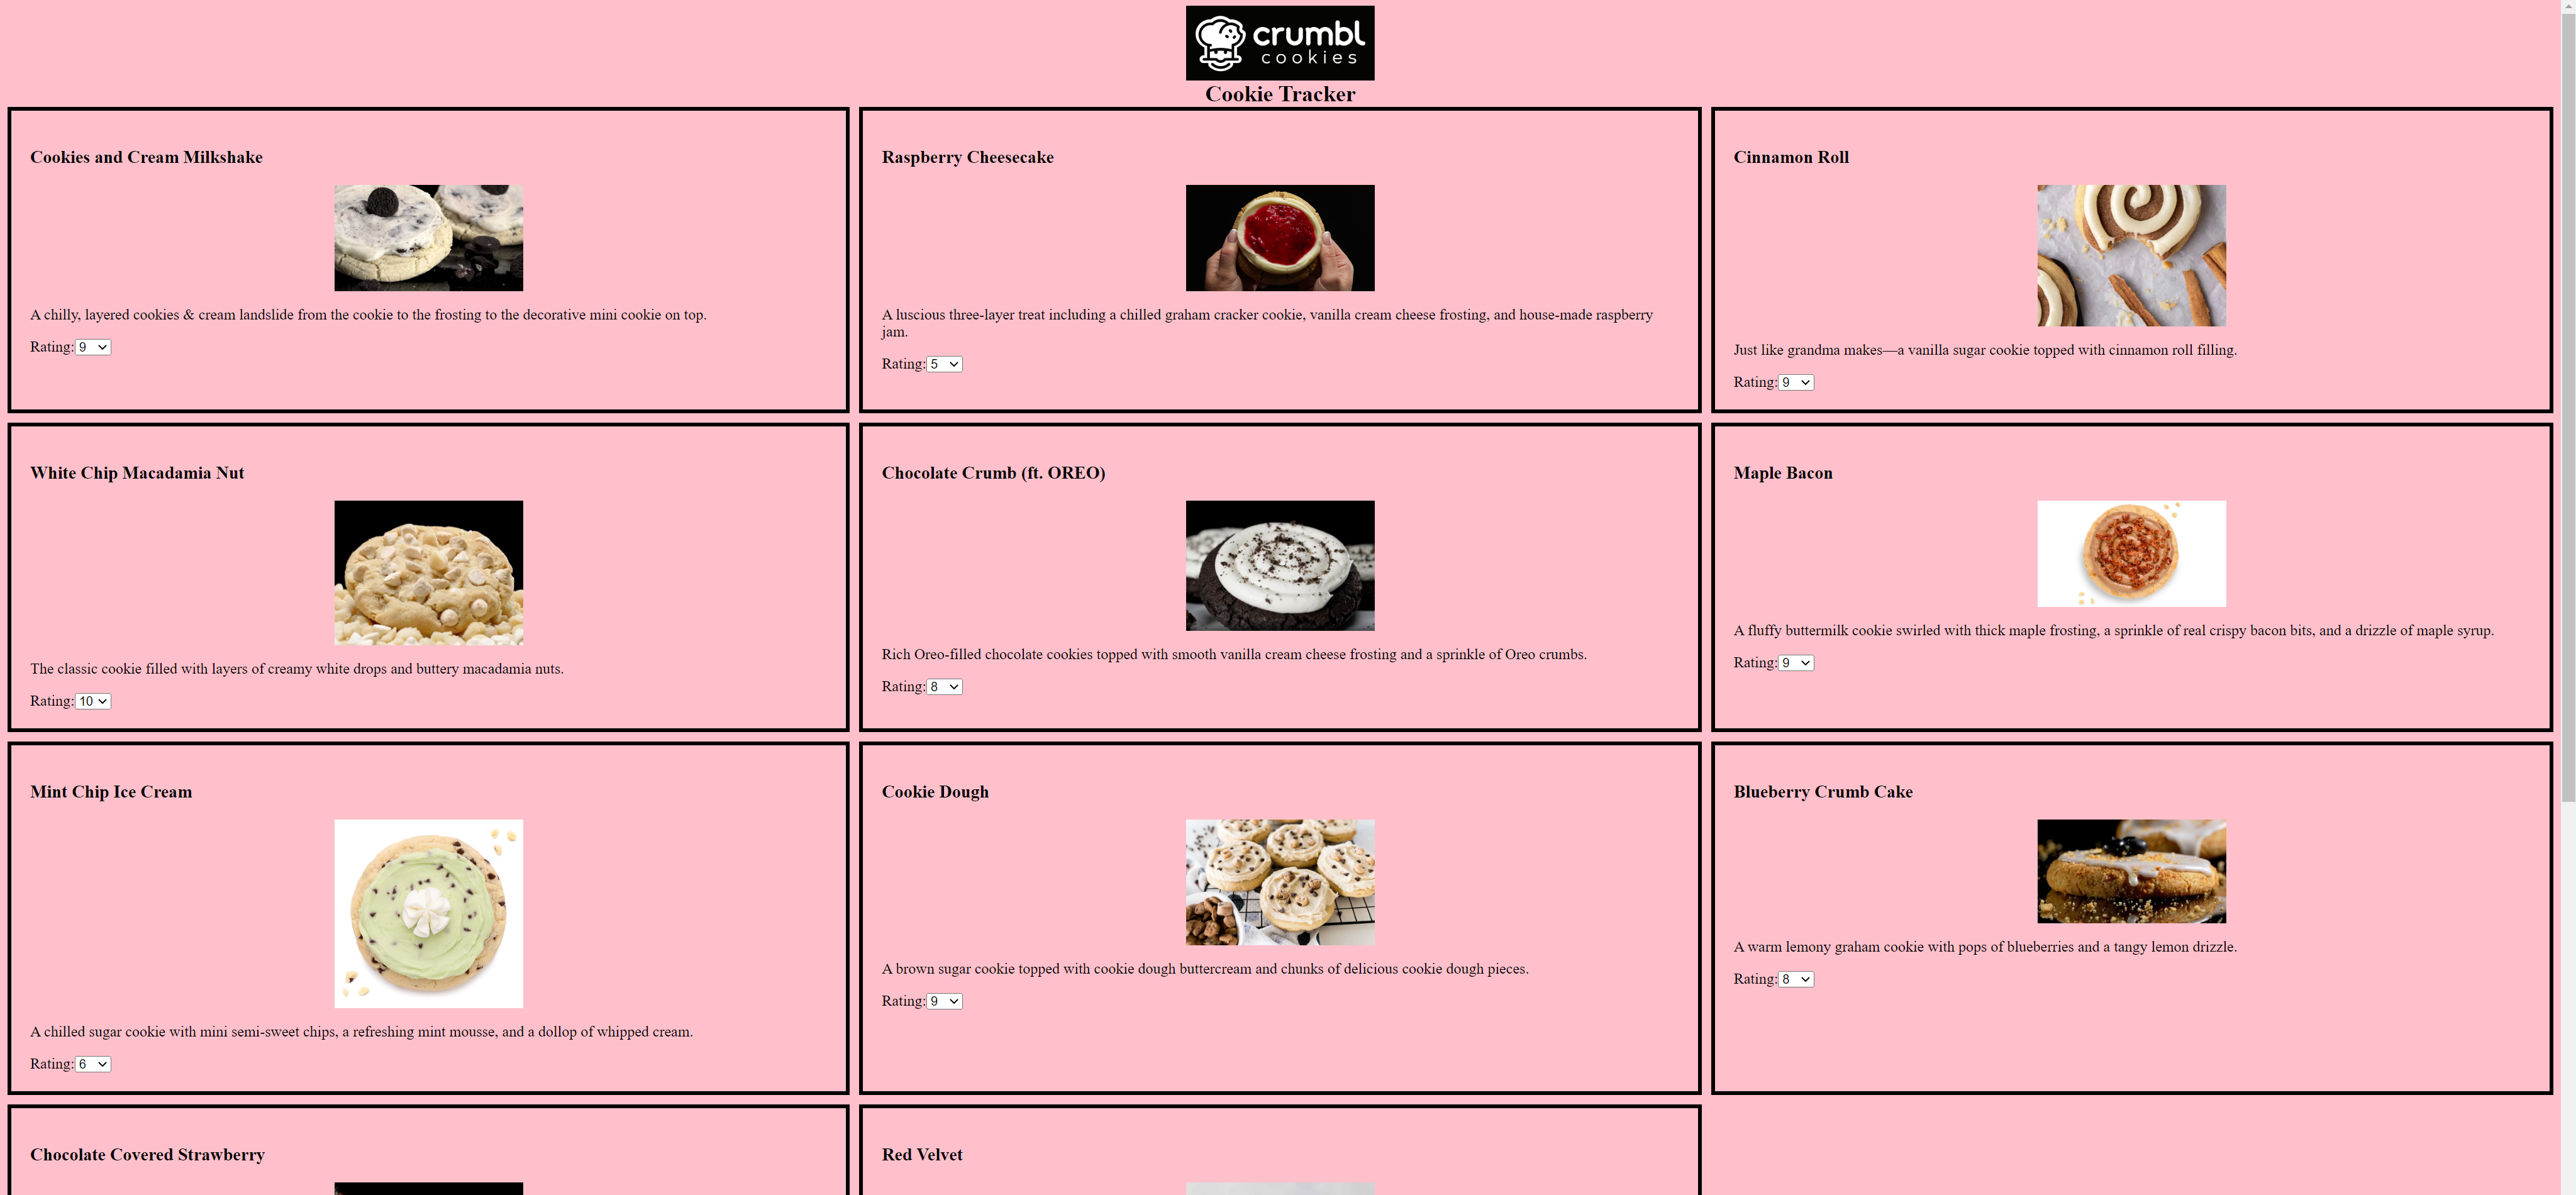 crumbl
cookies
Cookie Tracker
Cookies and Cream Milkshake
A chilly, layered cookies & cream landslide from the cookie to the frosting to the decorative mini cookie on top.
Rating: 9
Raspberry Cheesecake
A luscious three-layer treat including a chilled graham cracker cookie, vanilla cream cheese frosting, and house-made raspberry
jam.
Rating: 5
Cinnamon Roll
Just like grandma makes—a vanilla sugar cookie topped with cinnamon roll filling.
Rating: 9
White Chip Macadamia Nut
The classic cookie filled with layers of creamy white drops and buttery macadamia nuts.
Rating: 10
Chocolate Crumb (ft. OREO)
Rich Oreo-filled chocolate cookies topped with smooth vanilla cream cheese frosting and a sprinkle of Oreo crumbs.
Rating: 8
Maple Bacon
A fluffy buttermilk cookie swirled with thick maple frosting, a sprinkle of real crispy bacon bits, and a drizzle of maple syrup.
Rating: 9
Mint Chip Ice Cream
A chilled sugar cookie with mini semi-sweet chips, a refreshing mint mousse, and a dollop of whipped cream.
Rating: 6
Cookie Dough
A brown sugar cookie topped with cookie dough buttercream and chunks of delicious cookie dough pieces.
Rating: 9
Blueberry Crumb Cake
A warm lemony graham cookie with pops of blueberries and a tangy lemon drizzle.
Rating: 8
Chocolate Covered Strawberry
Red Velvet